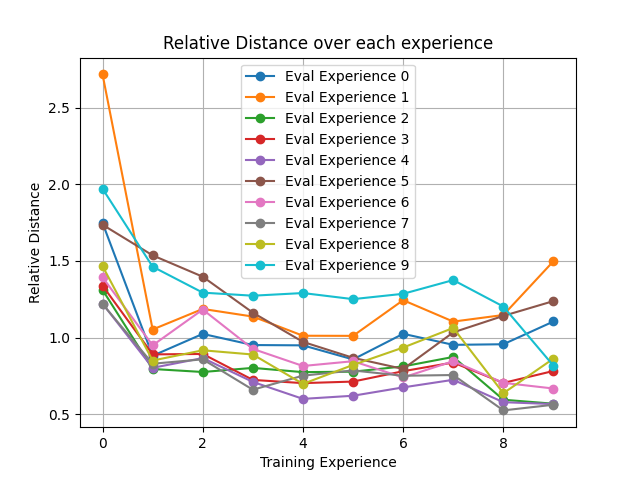 Relative Distance over each experience
Eval Experience 0
Eval Experience 1
Eval Experience 2
Eval Experience 3
Eval Experience 4
Eval Experience 5
Eval Experience 6
Eval Experience 7
Eval Experience 8
Eval Experience 9
2.5
2.0
1.5
1.0
0.5
Relative Distance
0 2 4 6 8
Training Experience